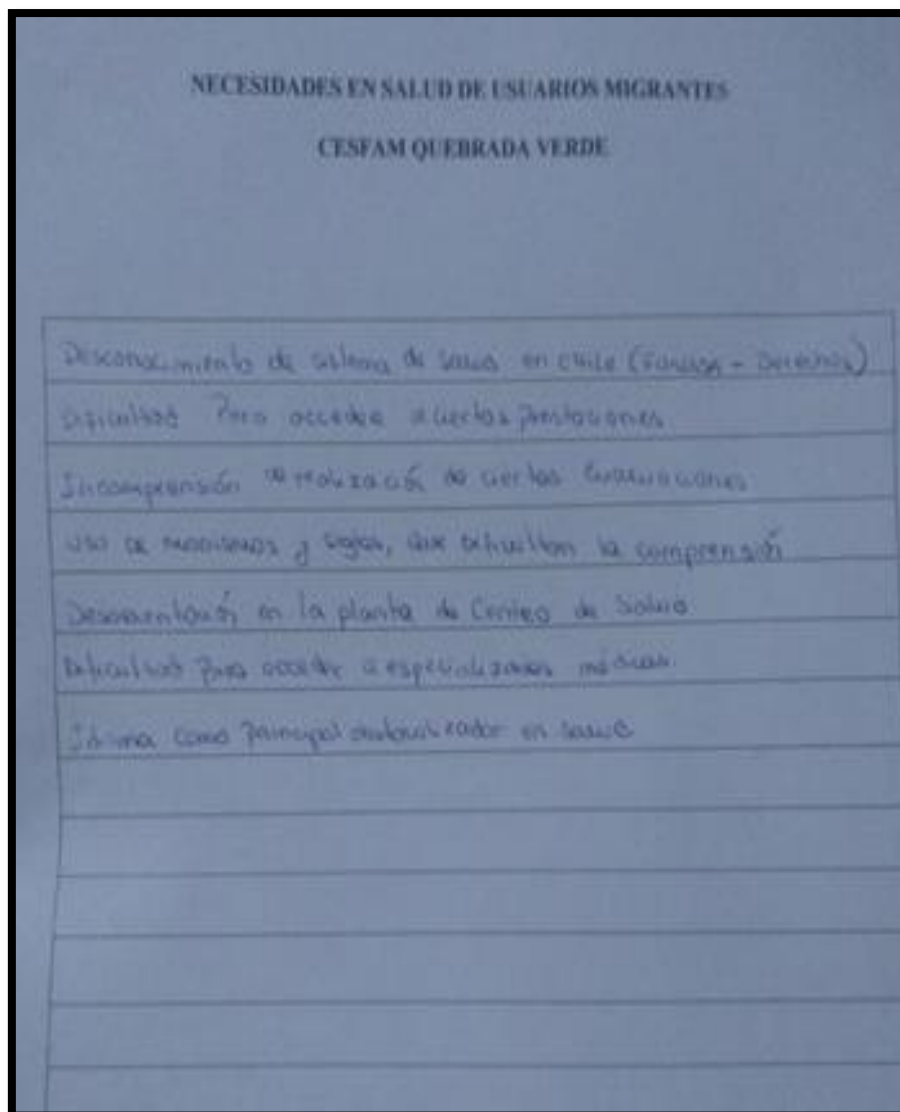 NECESIDADES EN SALUD DE USUARIOS MIGRANTES
CESFAM QUEBRADA VERDE
Desconocimiento de sistema de salud en Chile (Fonasa - Derechos)
Dificultad Para acceder a ciertas prestaciones
Incomprensión de realización de ciertas evaluaciones
Uso de modismos y siglas, que dificultan la comprensión
Desorientación en la planta de Centro de Salud
Dificultad para acceder a especialidades médicas
Idioma como Principal obstaculizador en salud